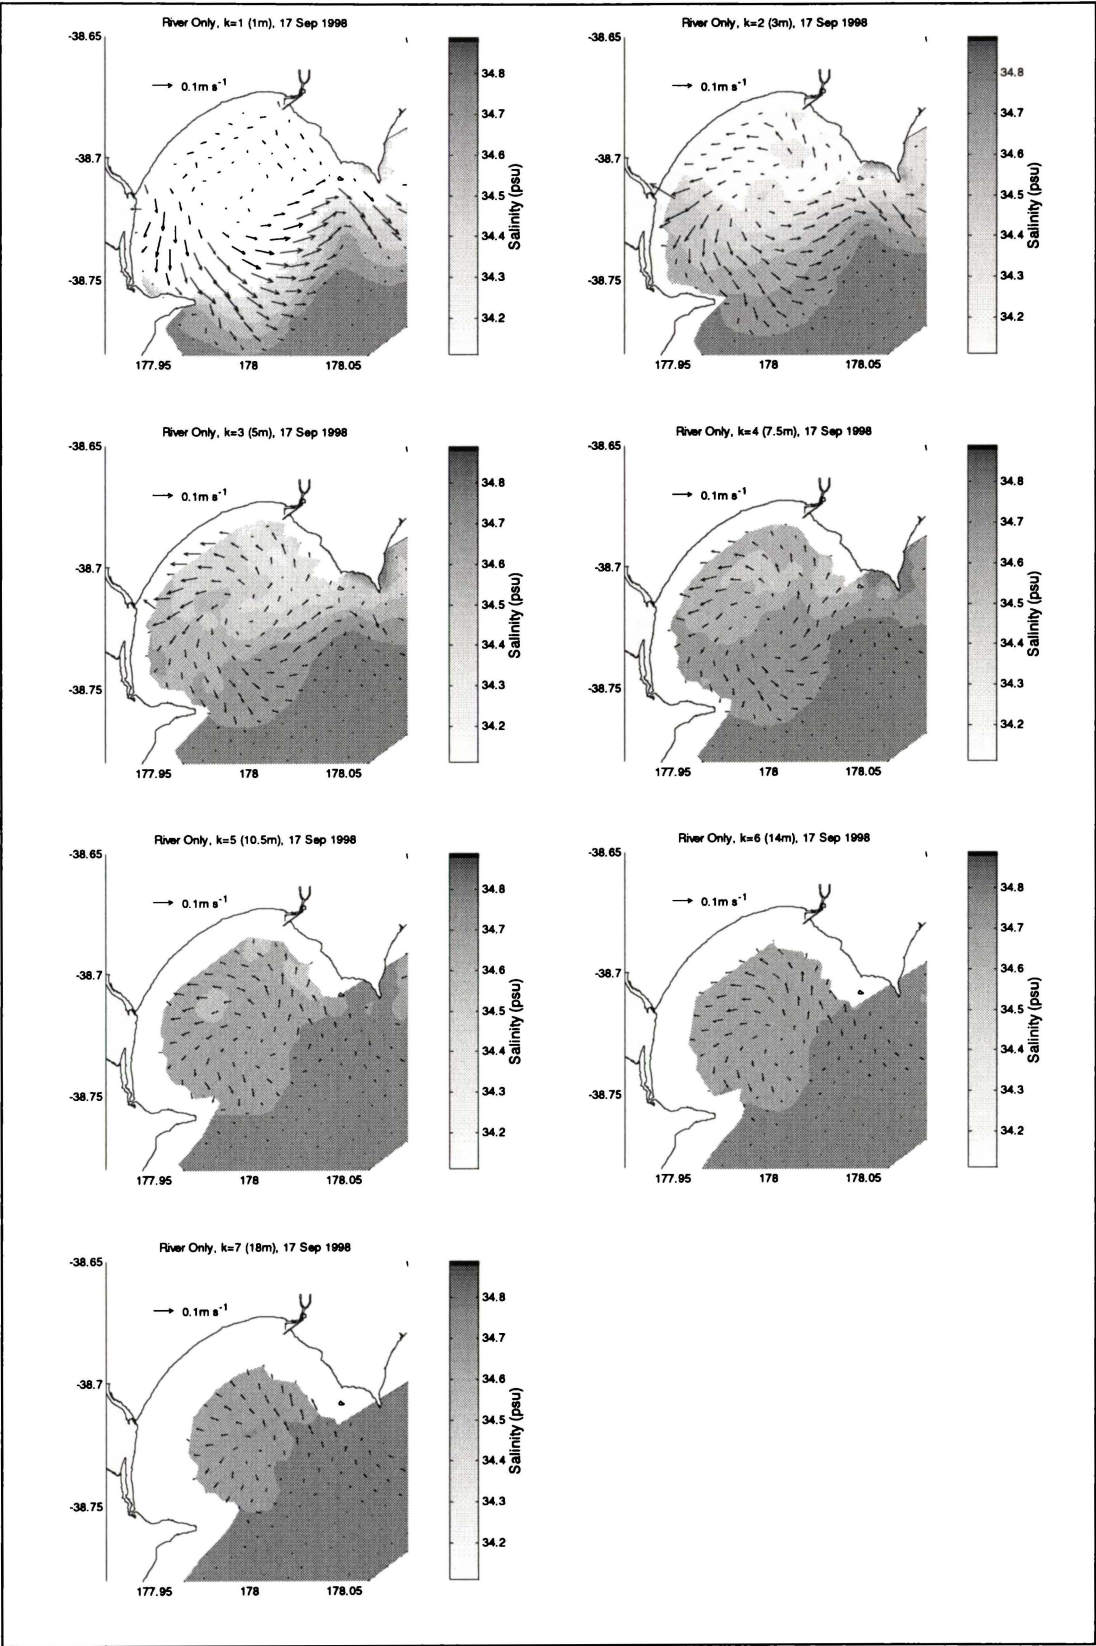 River Only, k=1 (1m), 17 Sep 1998
-38.65
-38.7
-38.75
0.1m s-1
177.95 178 178.05
34.8
34.7
34.6
34.5
34.4
34.3
34.2
Salinity (psu)
River Only, k=2 (3m), 17 Sep 1998
-38.65
-38.7
-38.75
0.1m s-1
177.95 178 178.05
34.8
34.7
34.6
34.5
34.4
34.3
34.2
Salinity (psu)
River Only, k=3 (5m), 17 Sep 1998
-38.65
-38.7
-38.75
0.1m s-1
177.95 178 178.05
34.8
34.7
34.6
34.5
34.4
34.3
34.2
Salinity (psu)
River Only, k=4 (7.5m), 17 Sep 1998
-38.65
-38.7
-38.75
0.1m s-1
177.95 178 178.05
34.8
34.7
34.6
34.5
34.4
34.3
34.2
Salinity (psu)
River Only, k=5 (10.5m), 17 Sep 1998
-38.65
-38.7
-38.75
0.1m s-1
177.95 178 178.05
34.8
34.7
34.6
34.5
34.4
34.3
34.2
Salinity (psu)
River Only, k=6 (14m), 17 Sep 1998
-38.65
-38.7
-38.75
0.1m s-1
177.95 178 178.05
34.8
34.7
34.6
34.5
34.4
34.3
34.2
Salinity (psu)
River Only, k=7 (18m), 17 Sep 1998
-38.65
-38.7
-38.75
0.1m s-1
177.95 178 178.05
34.8
34.7
34.6
34.5
34.4
34.3
34.2
Salinity (psu)